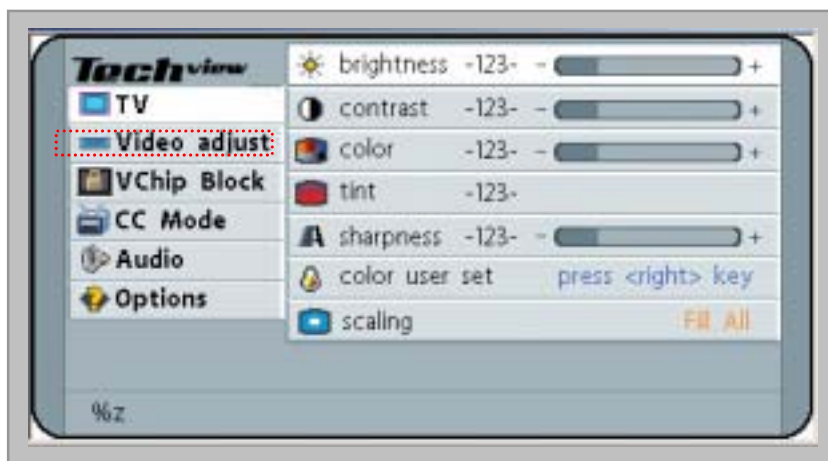 Techview
TV
Video adjust
VChip Block
CC Mode
Audio
Options
brightness -123- - +
contrast -123- - +
color -123- - +
tint -123-
sharpness -123- - +
color user set press <right> key
scaling Fill All
%z